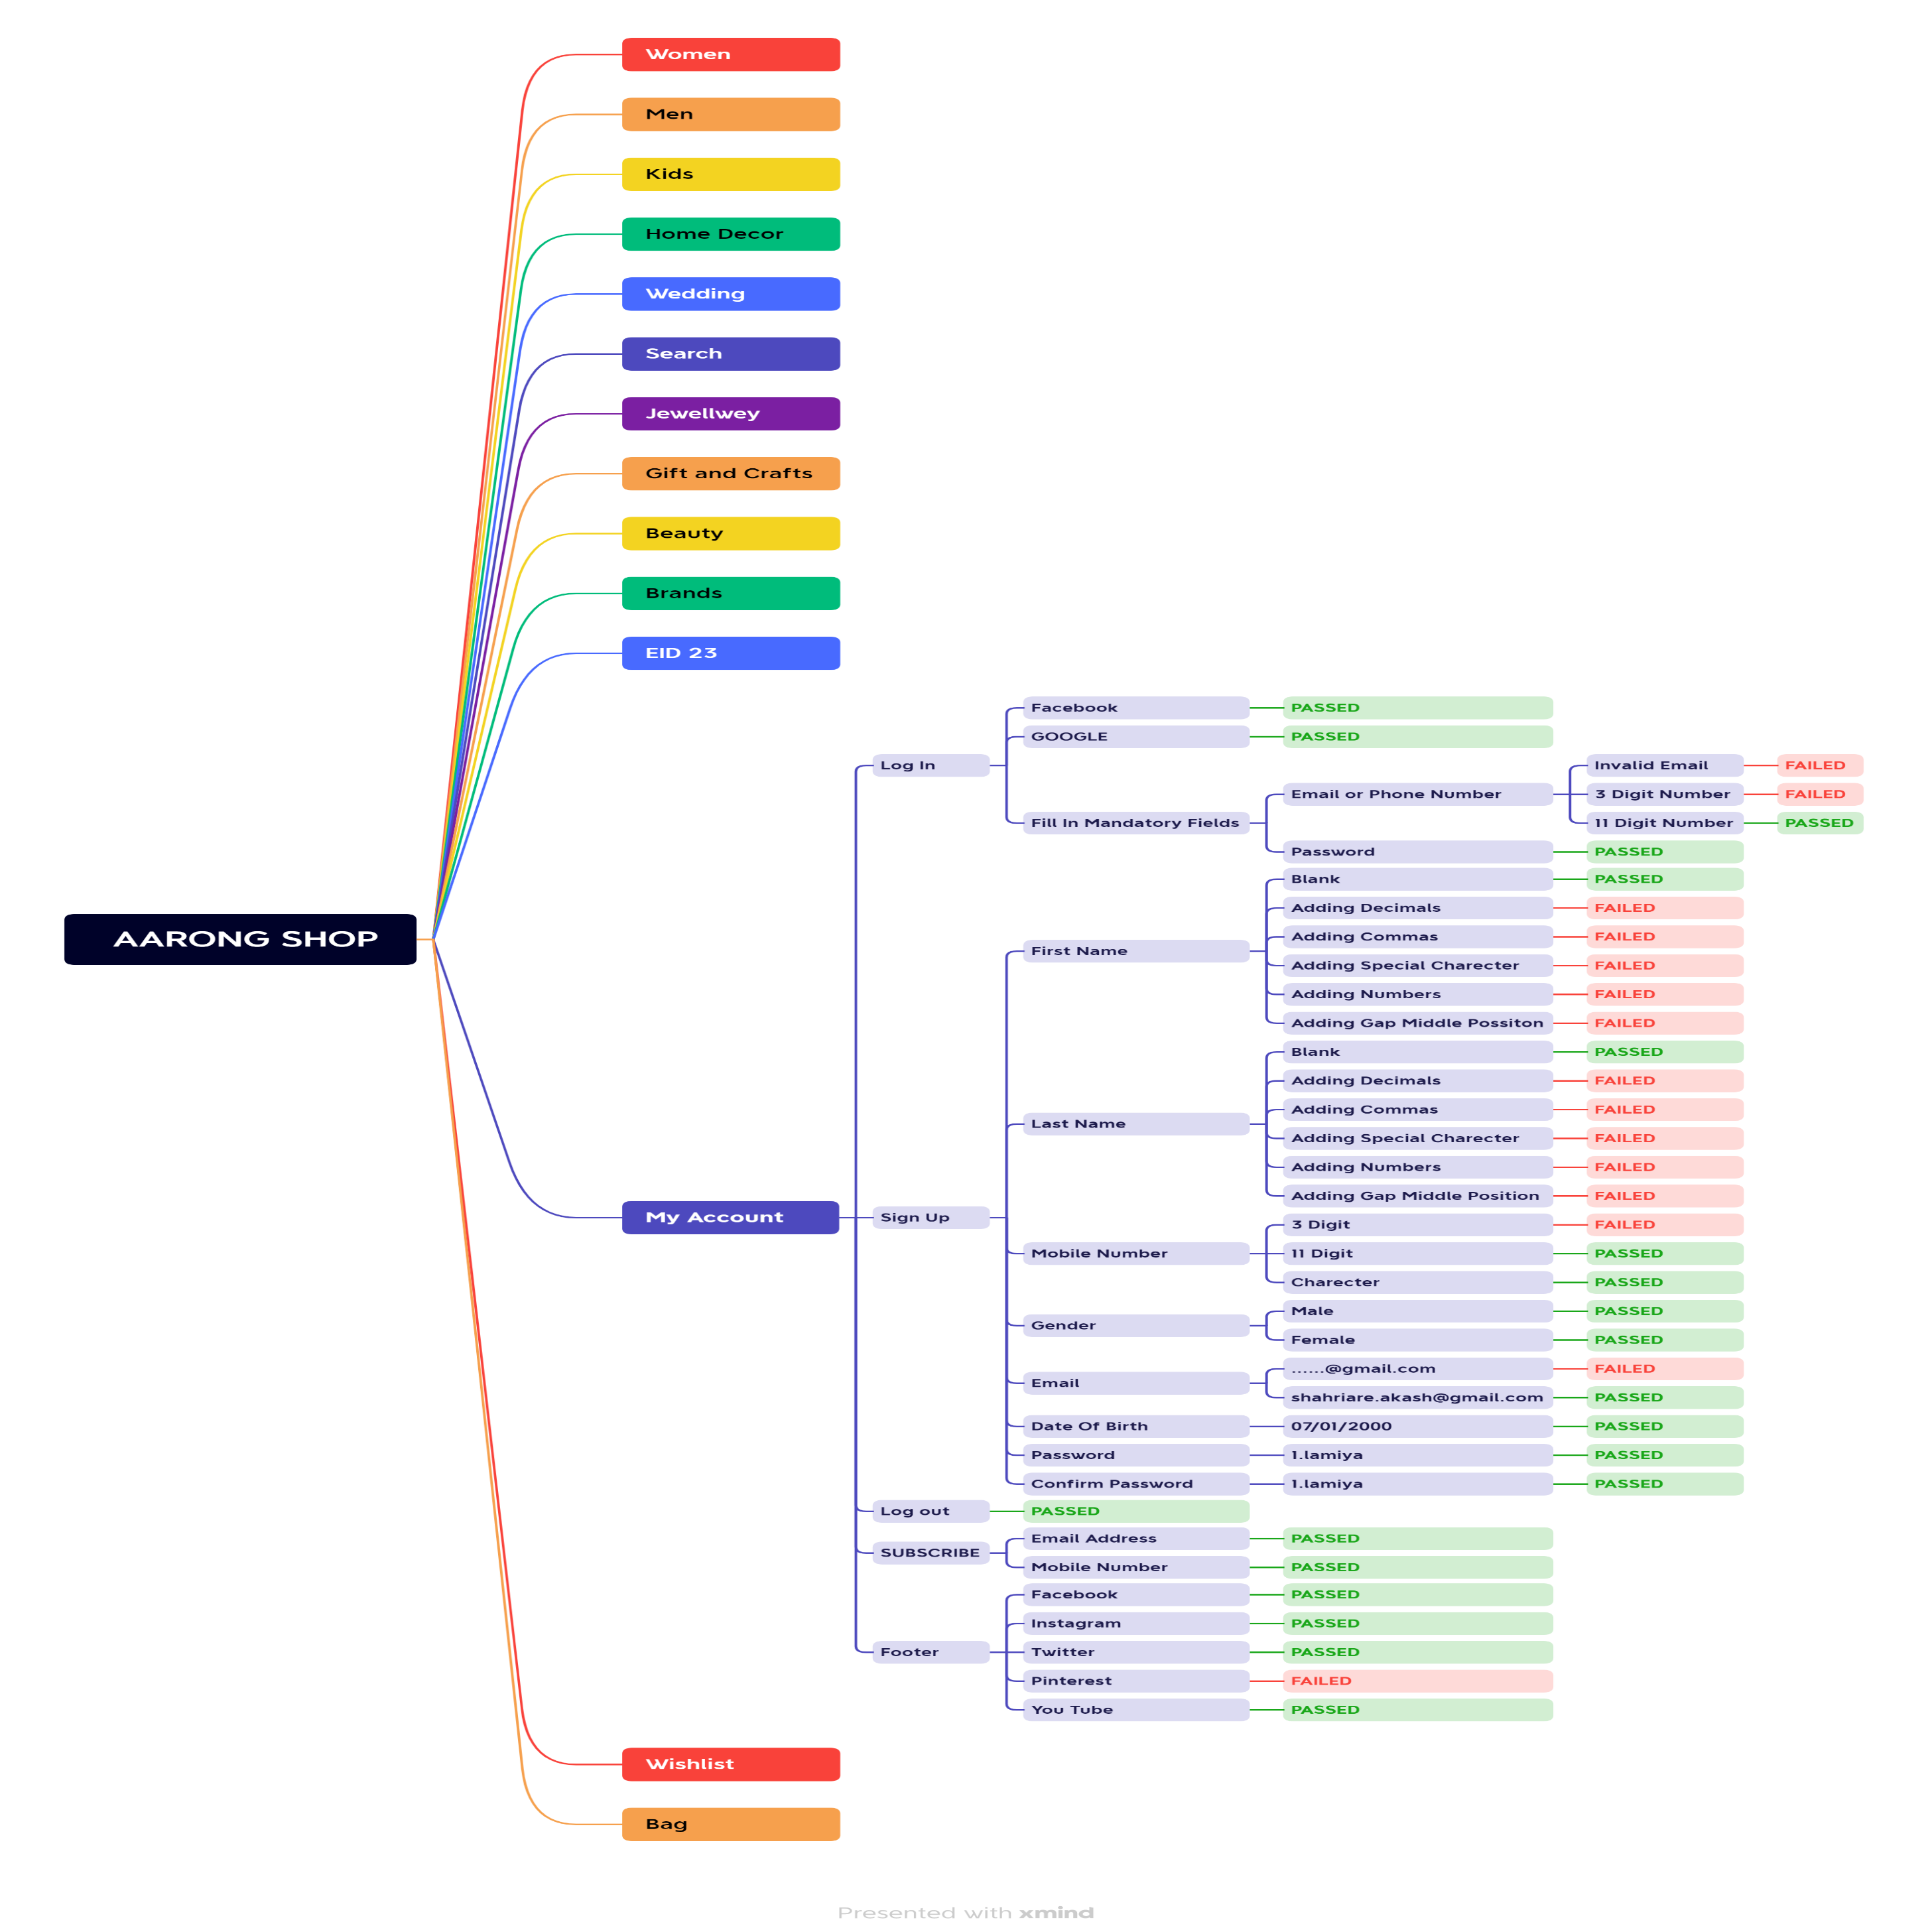 Women
Men
Kids
Home Decor
Wedding
Search
Jewellwey
Gift and Crafts
Beauty
Brands
EID 23
AARONG SHOP
My Account
Log In
Facebook
PASSED
GOOGLE
PASSED
Fill In Mandatory Fields
Email or Phone Number
Invalid Email
FAILED
3 Digit Number
FAILED
11 Digit Number
PASSED
Password
PASSED
Sign Up
First Name
Blank
PASSED
Adding Decimals
FAILED
Adding Commas
FAILED
Adding Special Charecter
FAILED
Adding Numbers
FAILED
Adding Gap Middle Possiton
FAILED
Last Name
Blank
PASSED
Adding Decimals
FAILED
Adding Commas
FAILED
Adding Special Charecter
FAILED
Adding Numbers
FAILED
Adding Gap Middle Position
FAILED
Mobile Number
3 Digit
FAILED
11 Digit
PASSED
Charecter
PASSED
Gender
Male
PASSED
Female
PASSED
Email
......@gmail.com
FAILED
shahriare.akash@gmail.com
PASSED
Date Of Birth
07/01/2000
PASSED
Password
1.lamiya
PASSED
Confirm Password
1.lamiya
PASSED
Log out
PASSED
SUBSCRIBE
Email Address
PASSED
Mobile Number
PASSED
Footer
Facebook
PASSED
Instagram
PASSED
Twitter
PASSED
Pinterest
FAILED
You Tube
PASSED
Wishlist
Bag
Presented with xmind